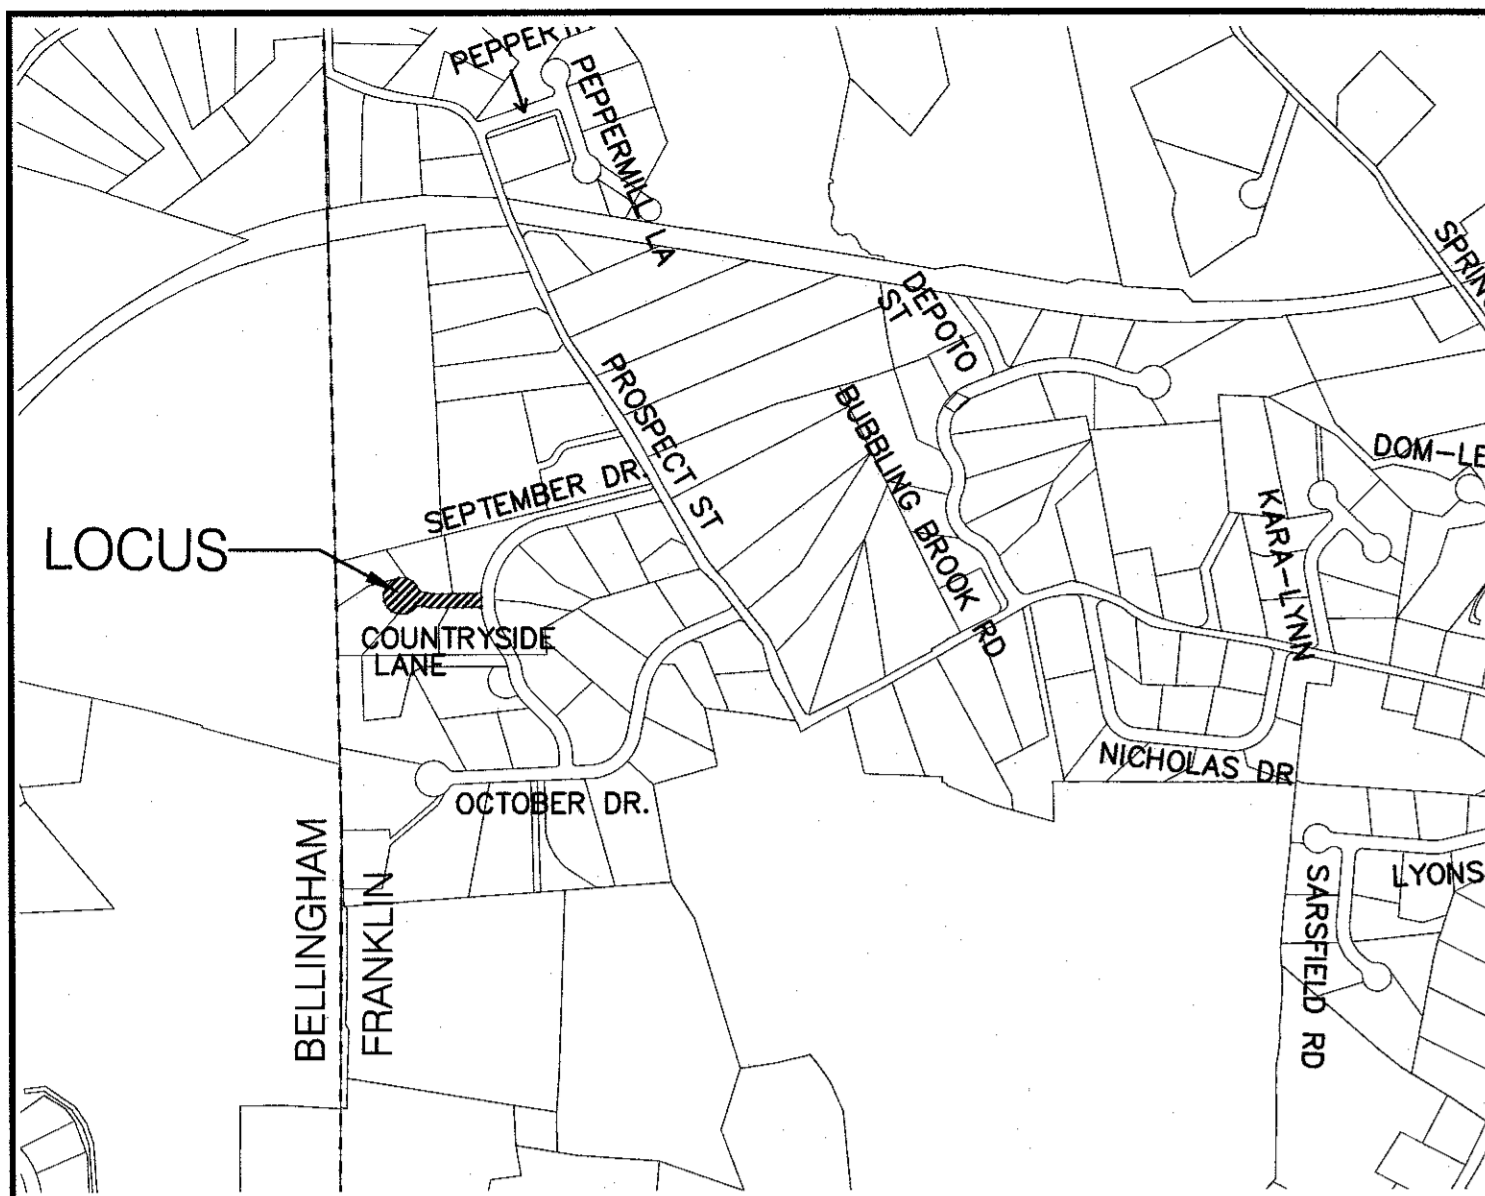 PEPPERMILL LA
DEPOTO
ST
PROSPECT ST
BUBBLING BROOK RD
DOM-LE
SEPTEMBER DR.
KARA-LYNN
LOCUS
COUNTRYSIDE
LANE
NICHOLAS DR
OCTOBER DR.
BELLINGHAM
FRANKLIN
SARSFIELD RD
LYONS